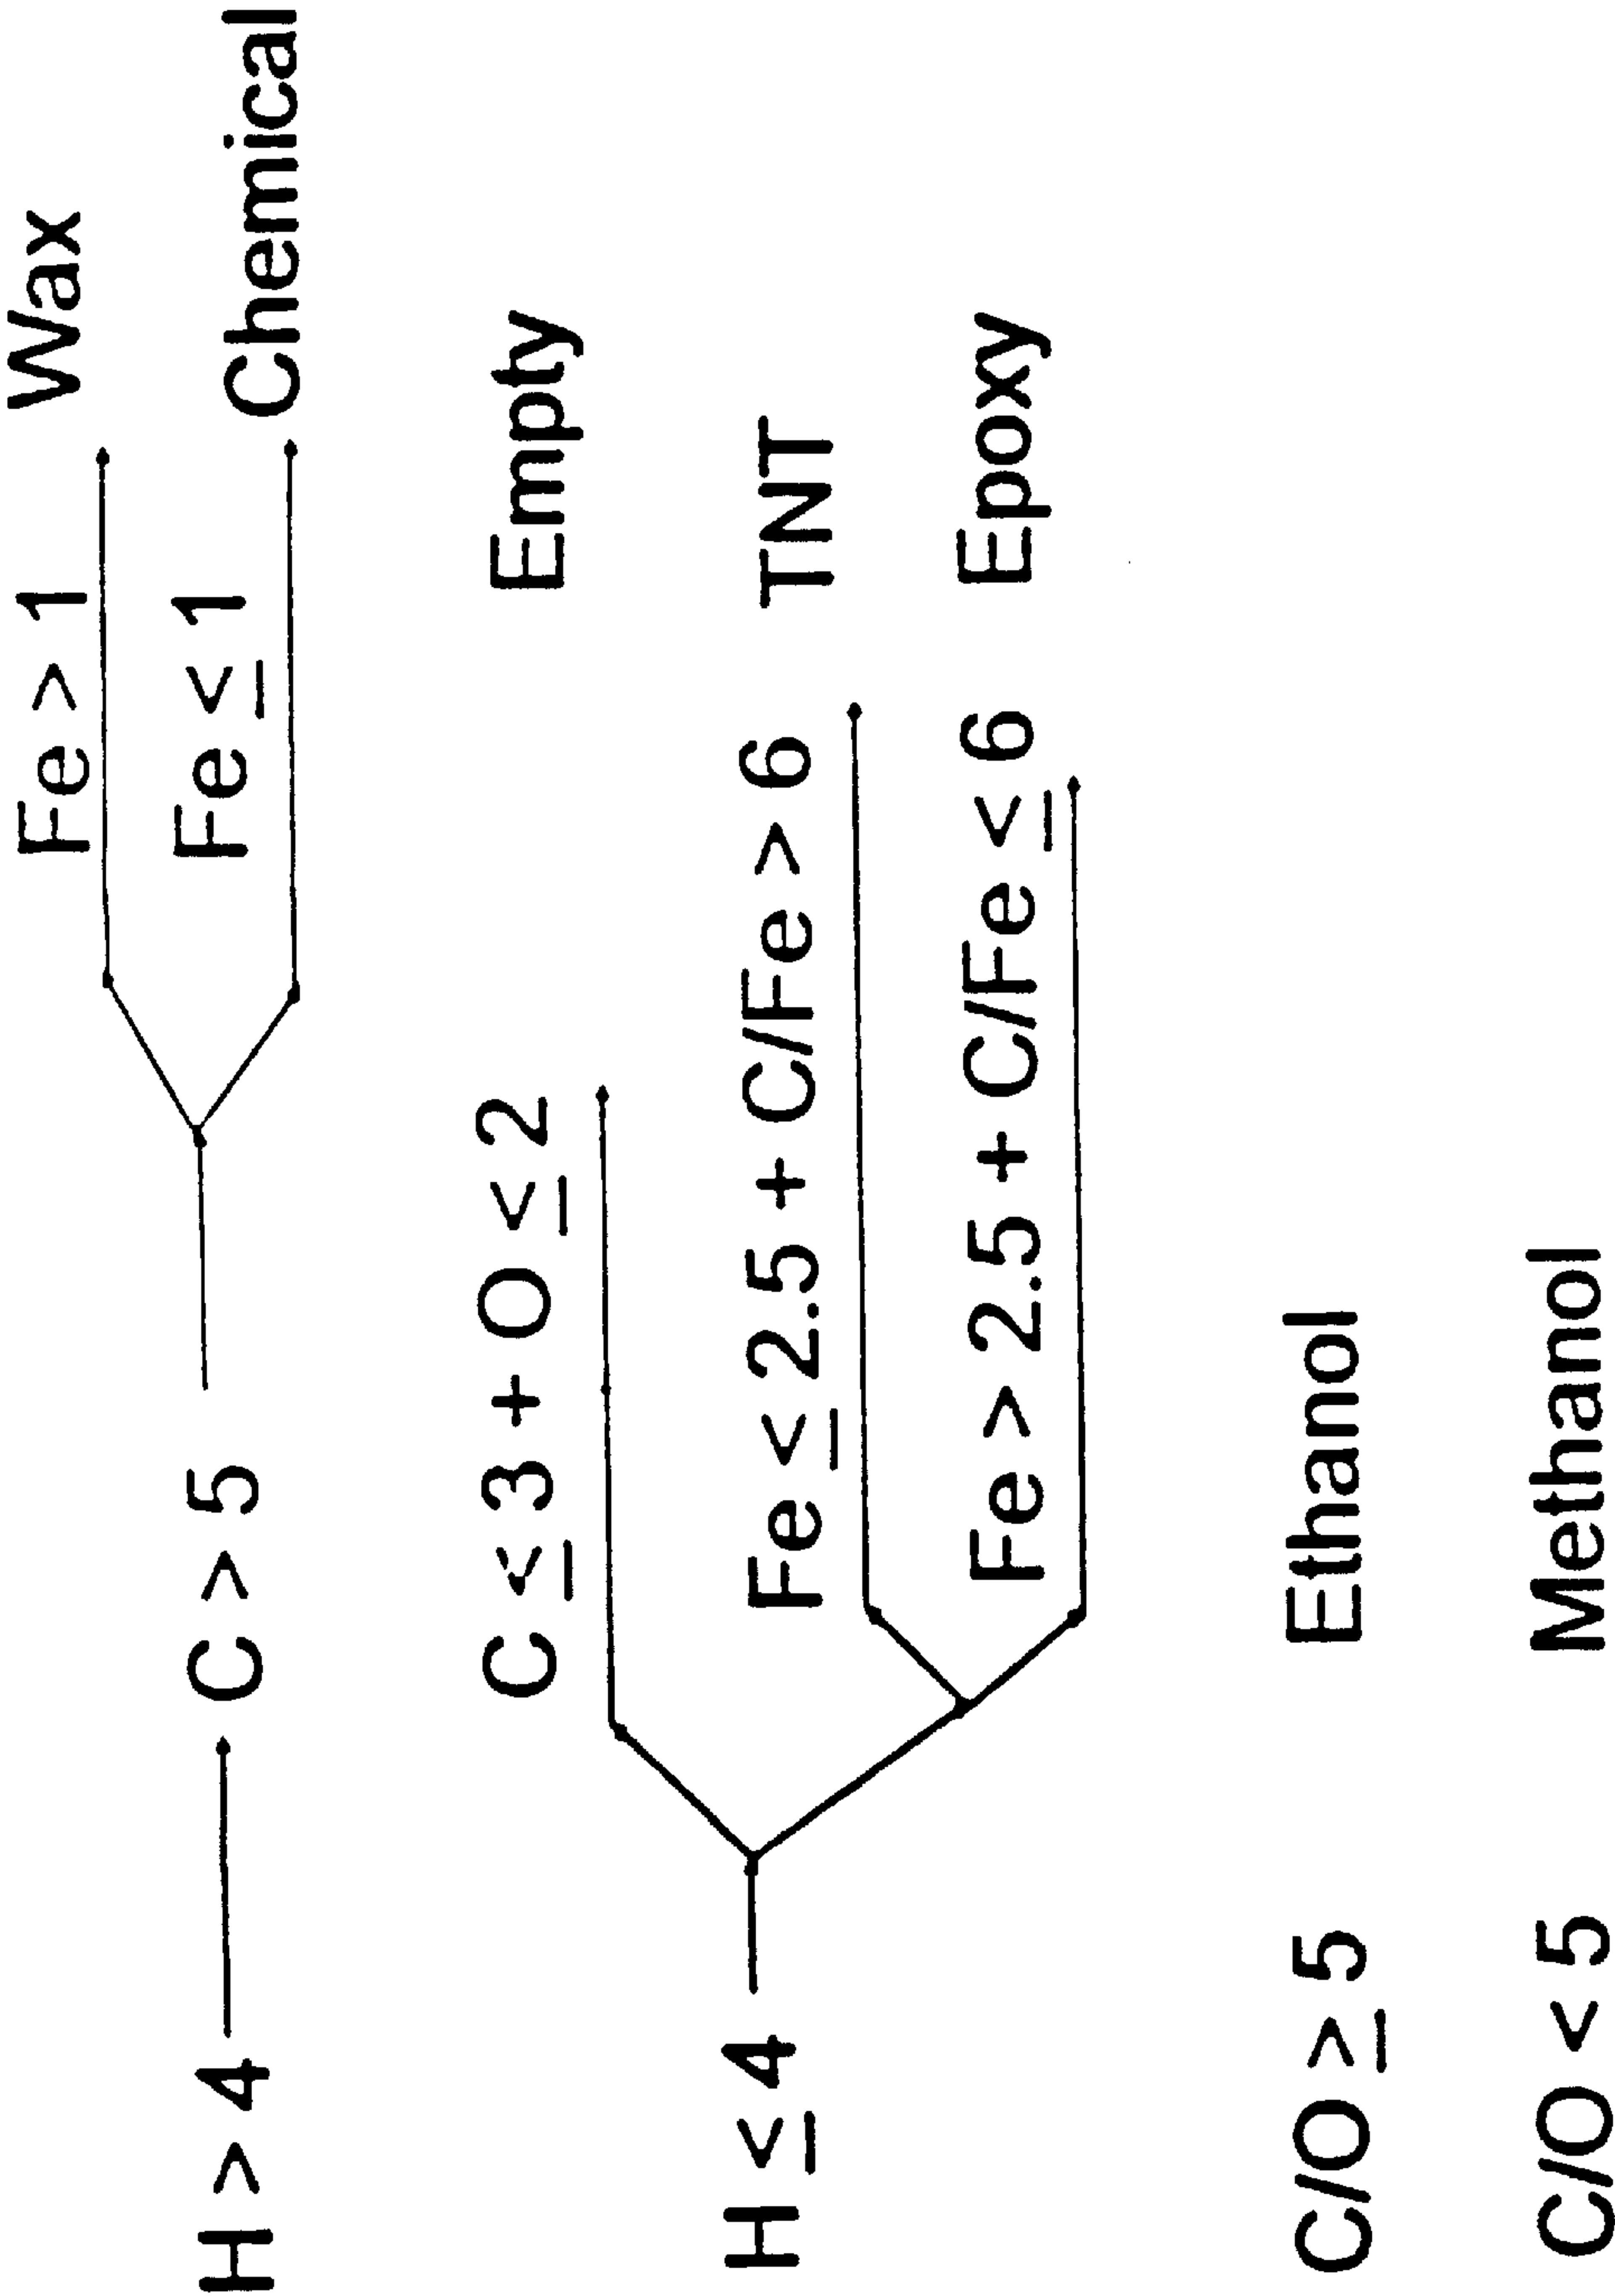 Fe > 1 Wax
H > 4 C > 5
Fe ≤ 1 Chemical
C ≤ 3 + O ≤ 2 Empty
H ≤ 4
Fe ≤ 2.5 + C/Fe > 6 TNT
Fe > 2.5 + C/Fe ≤ 6 Epoxy
C/O ≥ 5 Ethanol
C/O < 5 Methanol